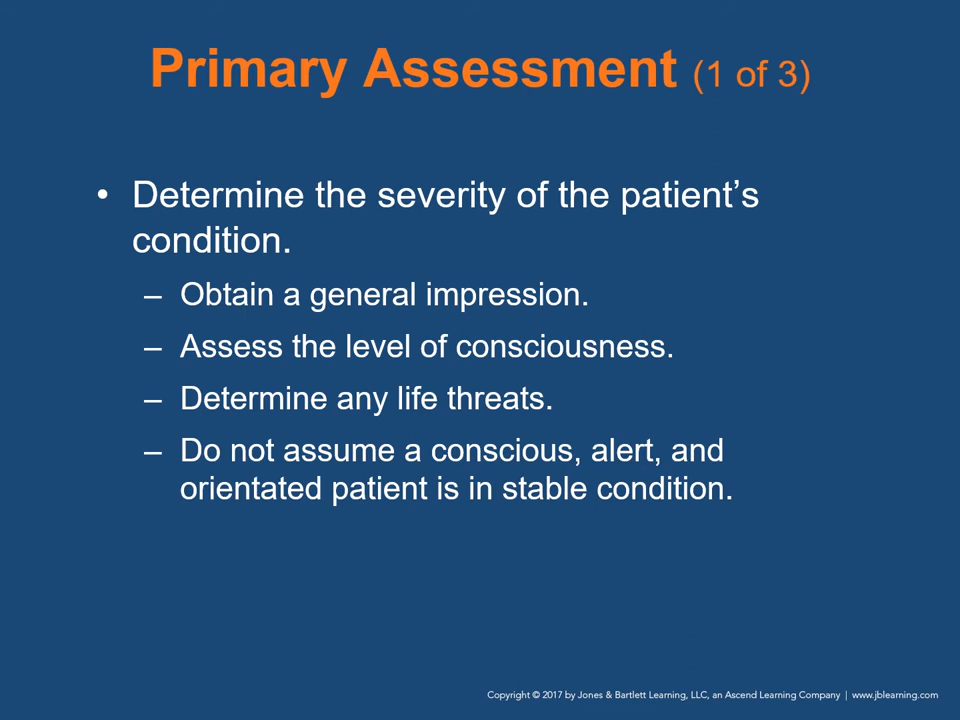 Primary Assessment (1 of 3)
• Determine the severity of the patient’s
condition.
– Obtain a general impression.
– Assess the level of consciousness.
– Determine any life threats.
– Do not assume a conscious, alert, and
orientated patient is in stable condition.
Copyright © 2017 by Jones & Bartlett Learning, LLC, an Ascend Learning Company | www.jblearning.com